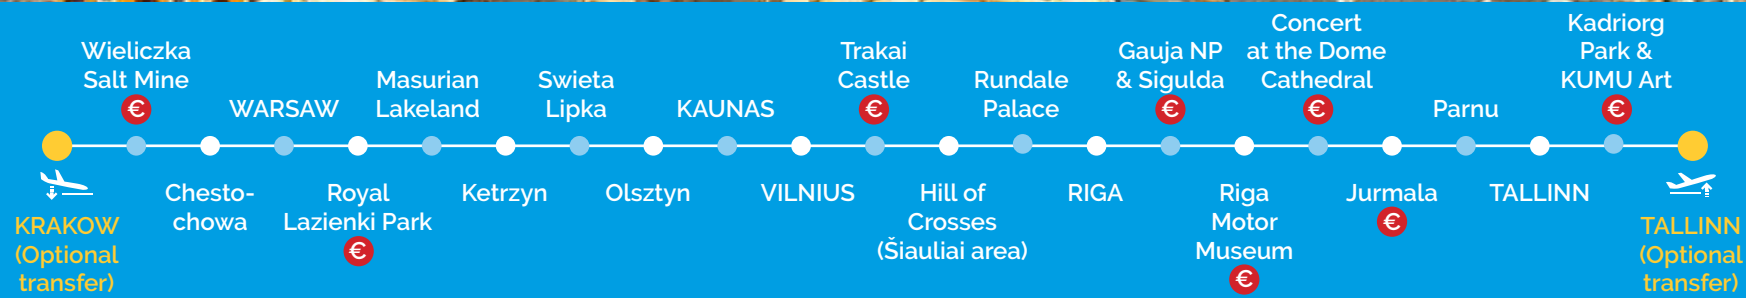 KRAKOW
(Optional
transfer)
Wieliczka
Salt Mine
€
Chesto-
chowa
WARSAW
Royal
Lazienki Park
€
Masurian
Lakeland
Ketrzyn
Swieta
Lipka
Olsztyn
KAUNAS
VILNIUS
Trakai
Castle
€
Hill of
Crosses
(Šiauliai area)
Rundale
Palace
RIGA
Gauja NP
& Sigulda
€
Riga
Motor
Museum
€
Concert
at the Dome
Cathedral
€
Jurmala
€
Parnu
TALLINN
Kadriorg
Park &
KUMU Art
€
TALLINN
(Optional
transfer)